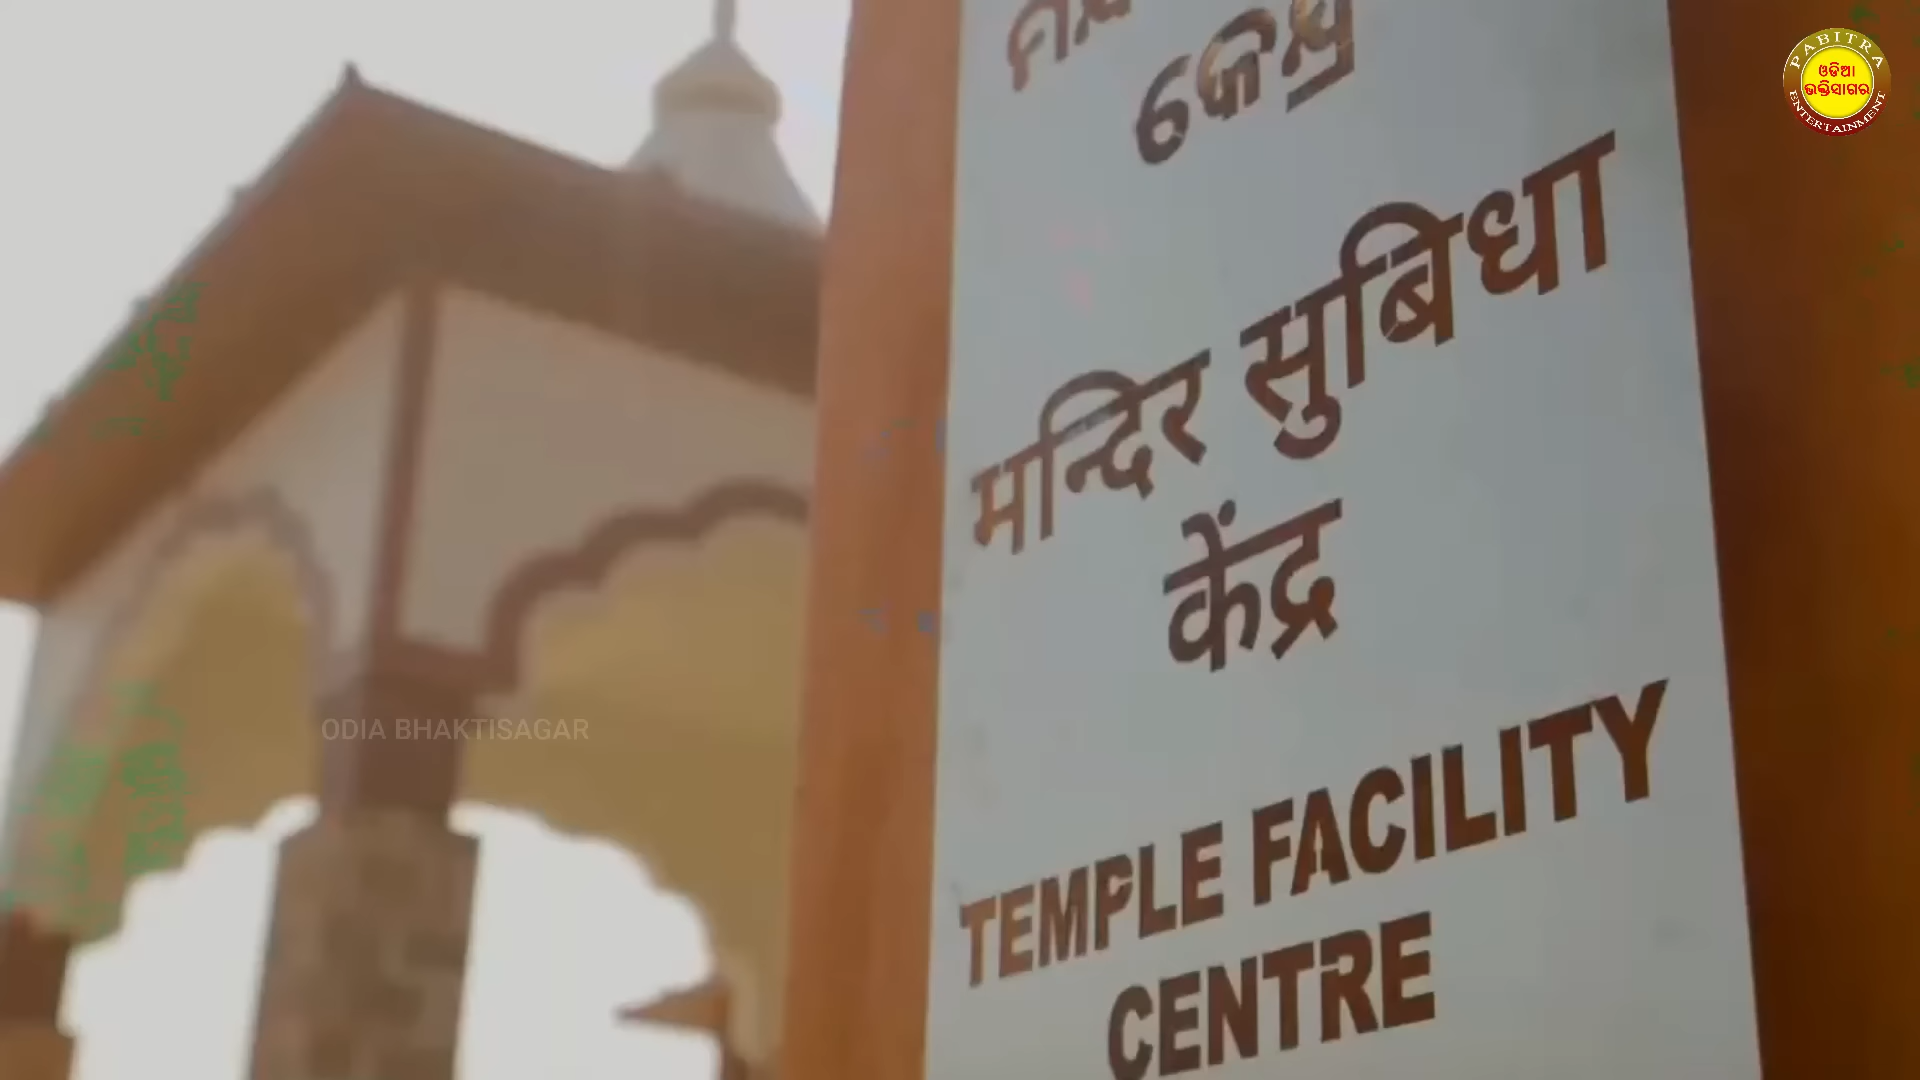 କେନ୍ଦ୍ର
मन्दिर सुबिधा
केंद्र
TEMPLE FACILITY
CENTRE
ODIA BHAKTISAGAR
PABITRA
ଓଡିଆ
ଭକ୍ତିସାଗର
ENTERTAINMENT